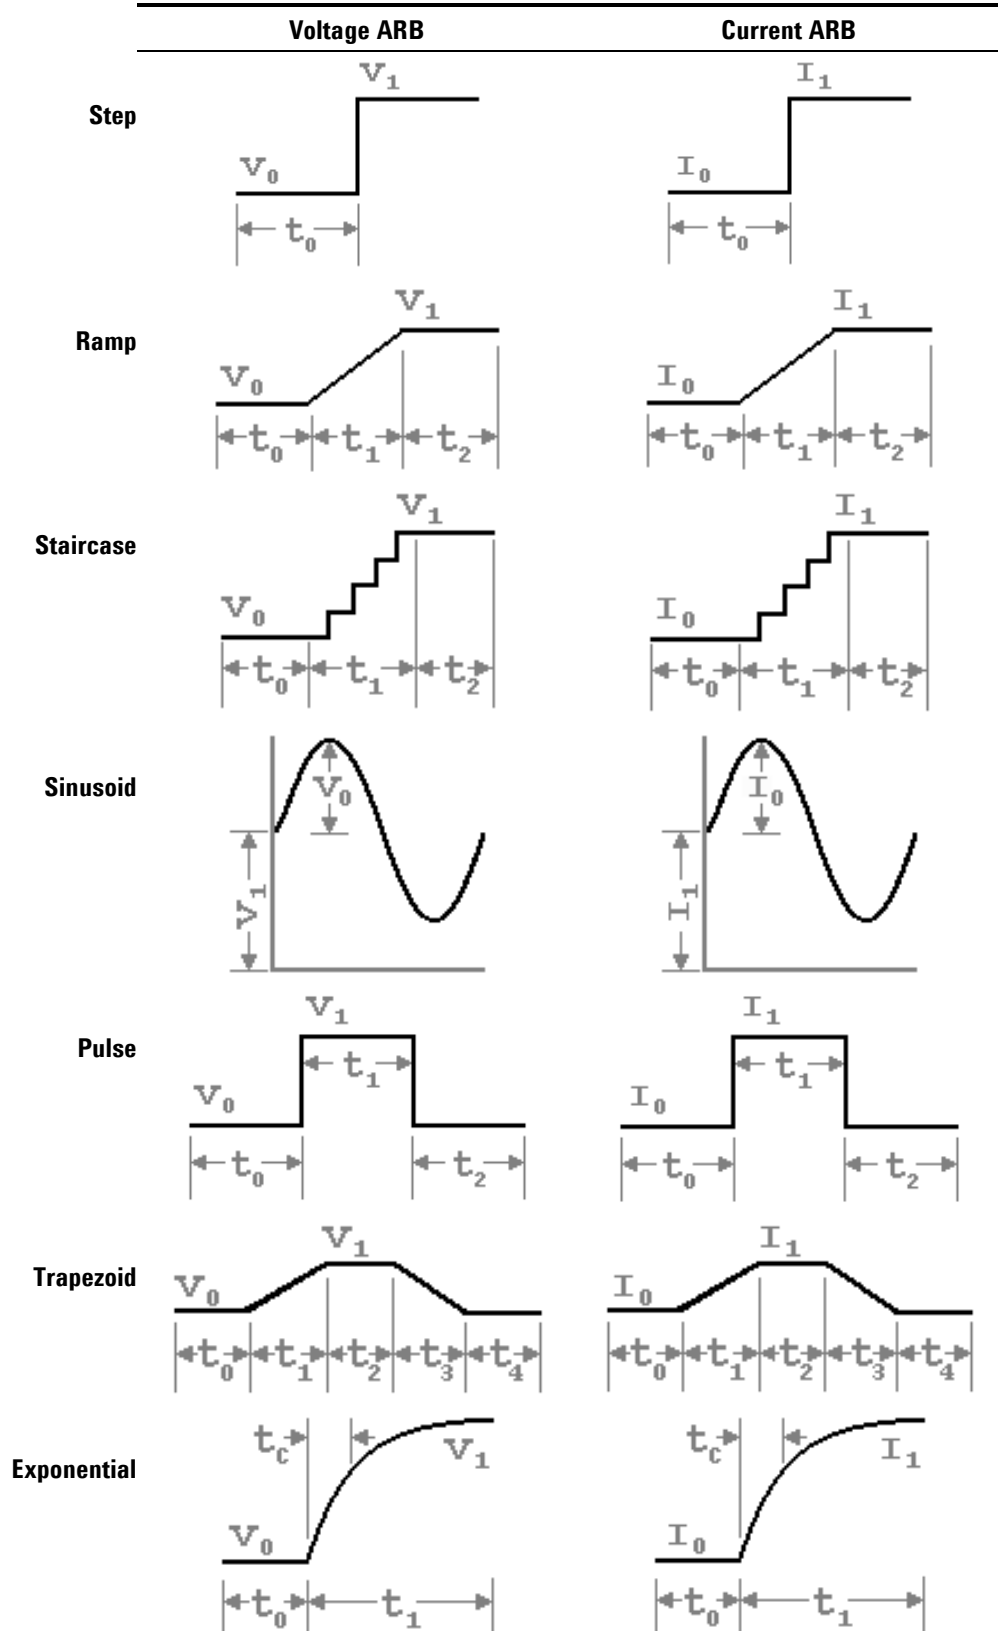 Voltage ARB Current ARB
V₁ I₁
Step
V₀ I₀
t₀ t₀
V₁ I₁
Ramp
V₀ I₀
t₀ t₁ t₂ t₀ t₁ t₂
V₁ I₁
Staircase
V₀ I₀
t₀ t₁ t₂ t₀ t₁ t₂
Sinusoid
V₀ I₀
V₁ I₁
V₁ I₁
Pulse
t₁ t₁
V₀ I₀
t₀ t₂ t₀ t₂
V₁ I₁
Trapezoid
V₀ I₀
t₀ t₁ t₂ t₃ t₄ t₀ t₁ t₂ t₃ t₄
t_C V₁ t_C I₁
Exponential
V₀ I₀
t₀ t₁ t₀ t₁